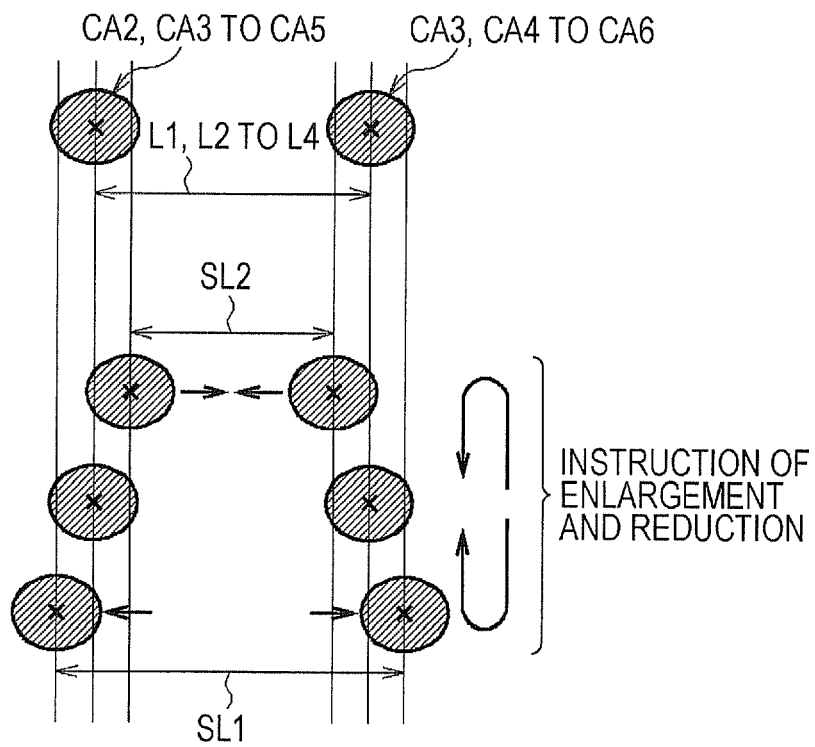 CA2, CA3 TO CA5
CA3, CA4 TO CA6
L1, L2 TO L4
SL2
INSTRUCTION OF
ENLARGEMENT
AND REDUCTION
SL1